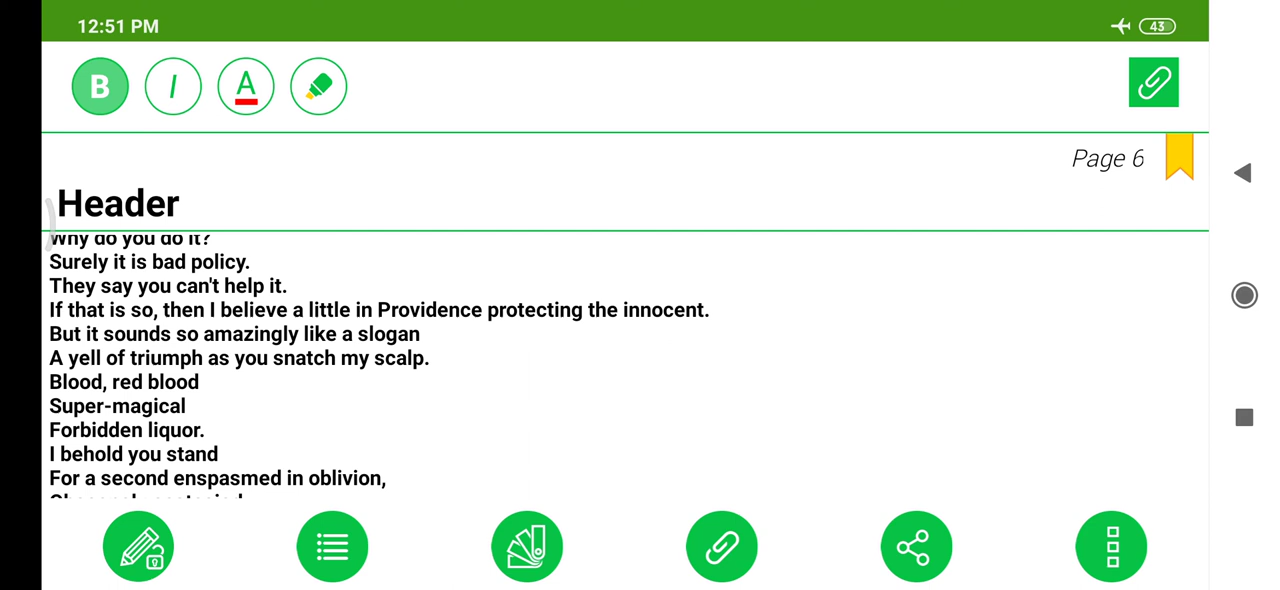 12:51 PM
43
B
I
A
Page 6
Header
Why do you do it?
Surely it is bad policy.
They say you can't help it.
If that is so, then I believe a little in Providence protecting the innocent.
But it sounds so amazingly like a slogan
A yell of triumph as you snatch my scalp.
Blood, red blood
Super-magical
Forbidden liquor.
I behold you stand
For a second enspasmed in oblivion,